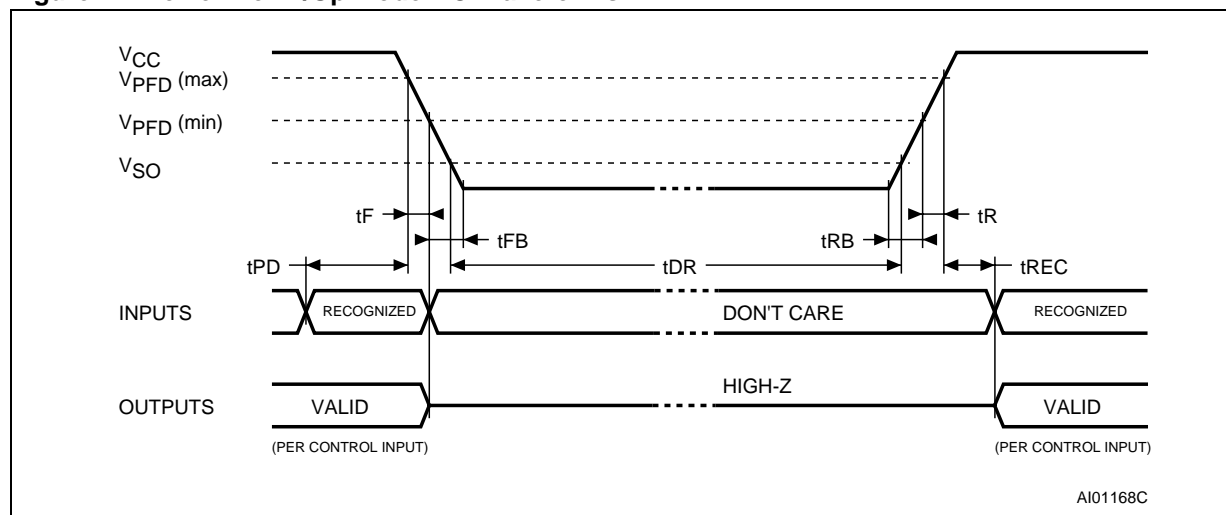 VCC
VPFD (max)
VPFD (min)
VSO
tF
tFB
tR
tRB
tPD
tDR
tREC
INPUTS
RECOGNIZED
DON'T CARE
RECOGNIZED
HIGH-Z
OUTPUTS
VALID
VALID
(PER CONTROL INPUT)
(PER CONTROL INPUT)
AI01168C